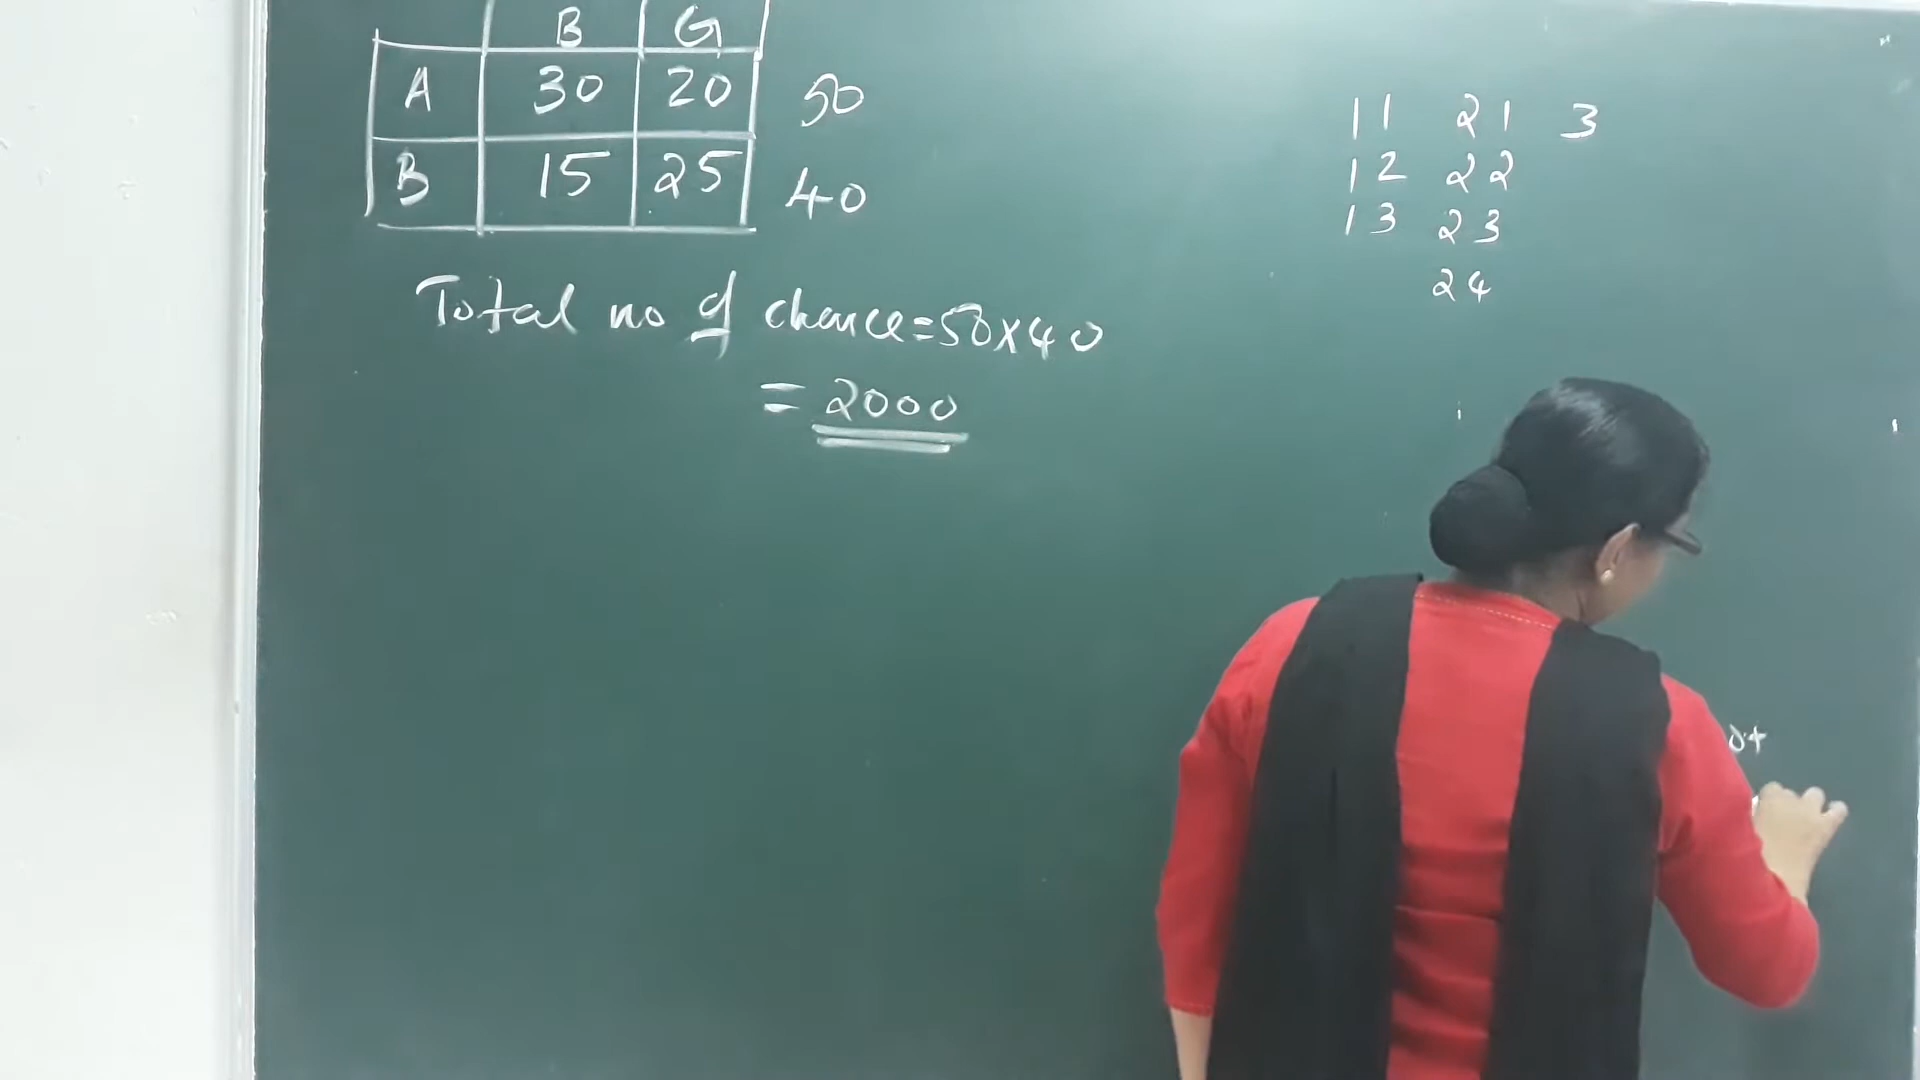 B G
A 30 20 50
B 15 25 40
Total no of chance=50×40
= 2000
11 21 3
12 22
13 23
24